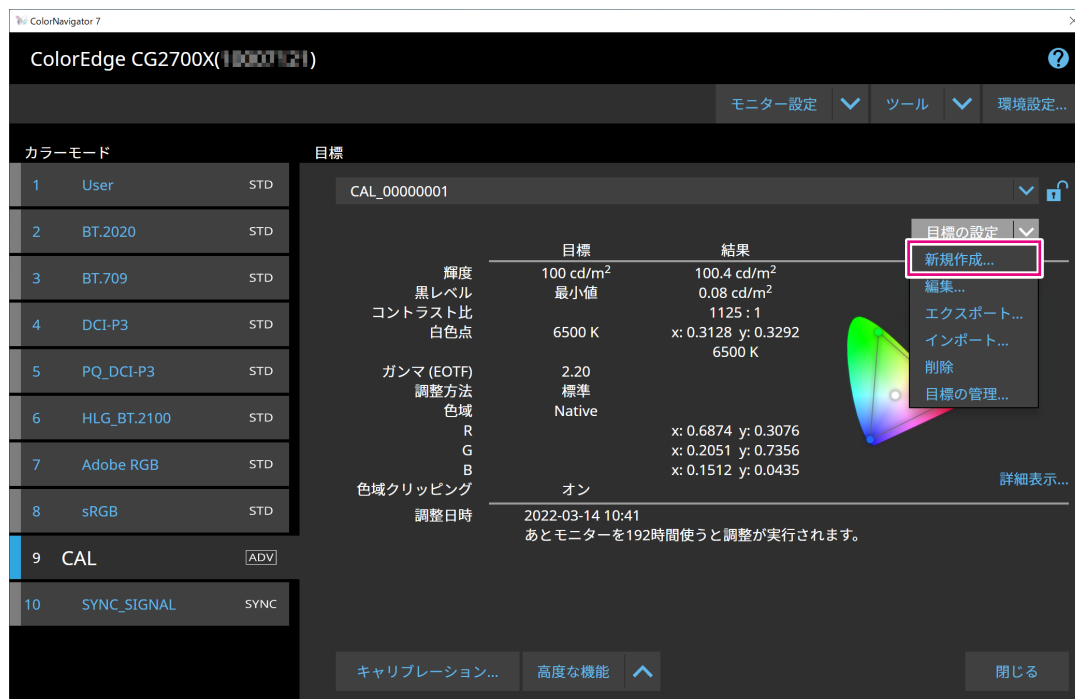 ColorNavigator 7
ColorEdge CG2700X( )
モニター設定 ツール 環境設定...
カラーモード
1 User STD
2 BT.2020 STD
3 BT.709 STD
4 DCI-P3 STD
5 PQ_DCI-P3 STD
6 HLG_BT.2100 STD
7 Adobe RGB STD
8 sRGB STD
9 CAL ADV
10 SYNC_SIGNAL SYNC
目標
CAL_00000001
目標の設定
新規作成...
編集...
エクスポート...
インポート...
削除
目標の管理...
目標 結果
輝度 100 cd/m² 100.4 cd/m²
黒レベル 最小値 0.08 cd/m²
コントラスト比 1125 : 1
白色点 6500 K x: 0.3128 y: 0.3292
6500 K
ガンマ (EOTF) 2.20
調整方法 標準
色域 Native
R x: 0.6874 y: 0.3076
G x: 0.2051 y: 0.7356
B x: 0.1512 y: 0.0435
色域クリッピング オン
詳細表示...
調整日時 2022-03-14 10:41
あとモニターを192時間使うと調整が実行されます。
キャリブレーション... 高度な機能 閉じる